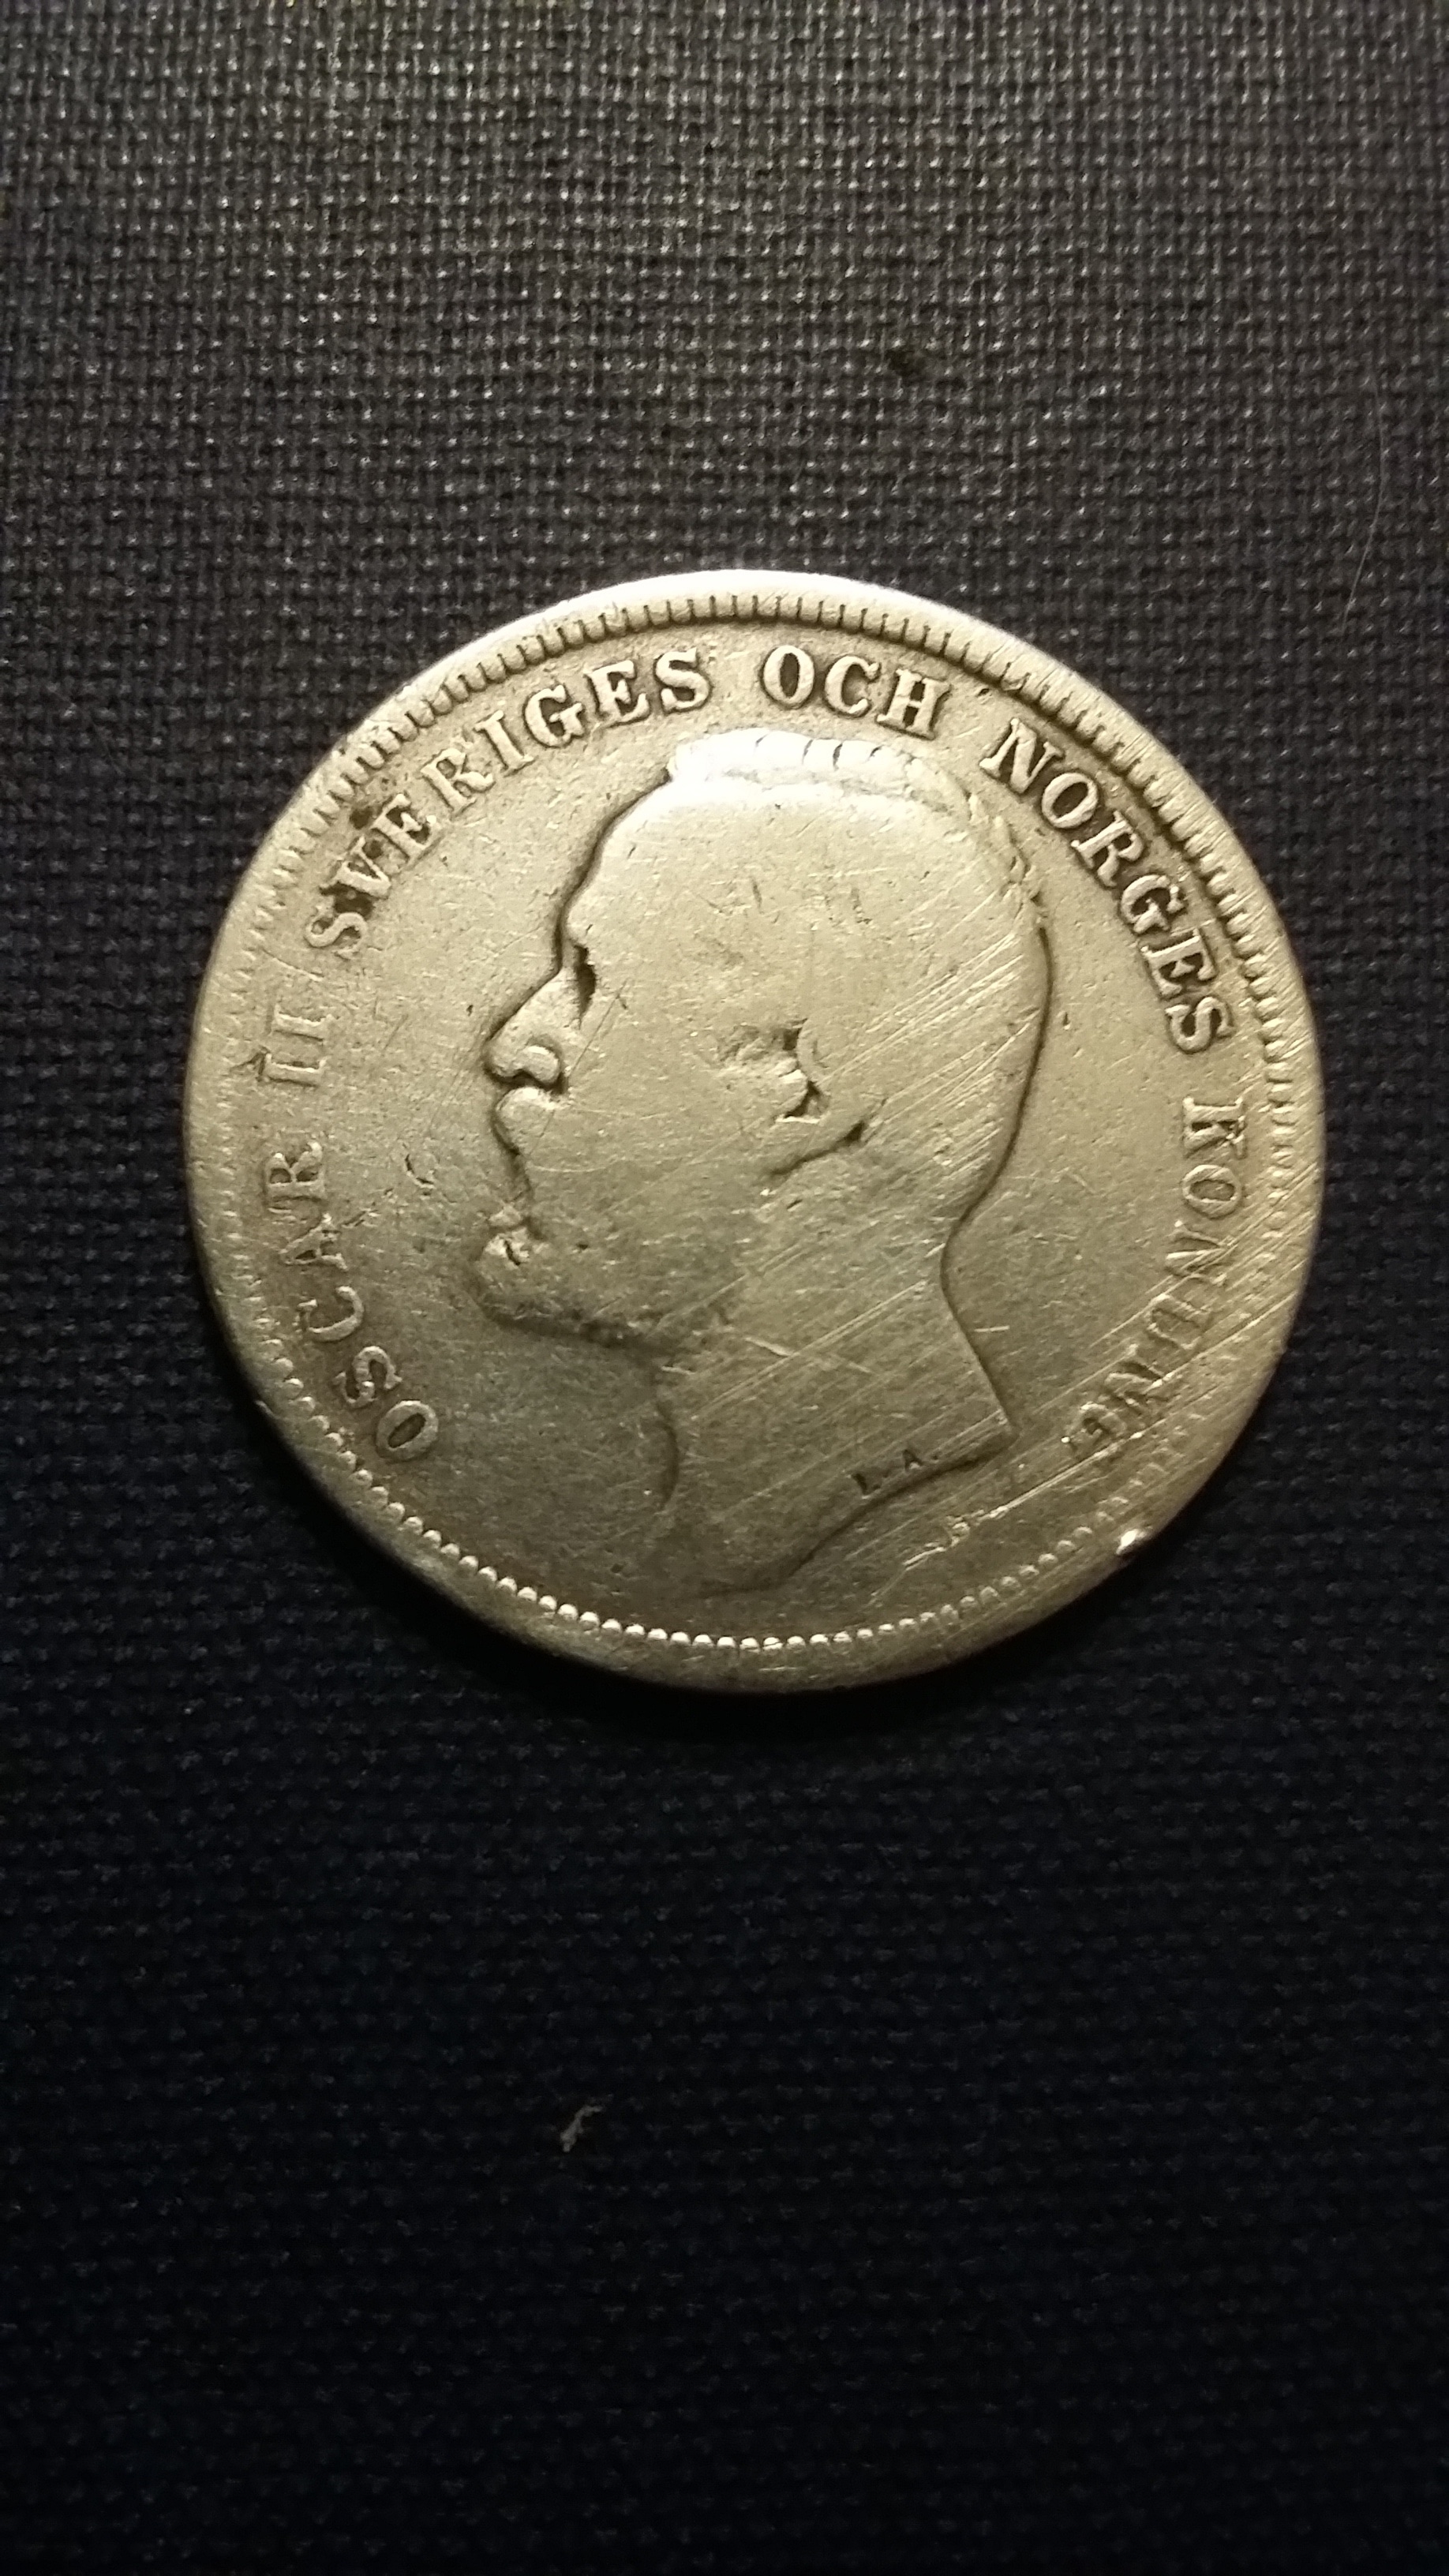 OSCAR II SVERIGES OCH NORGES KONUNG
L. A.